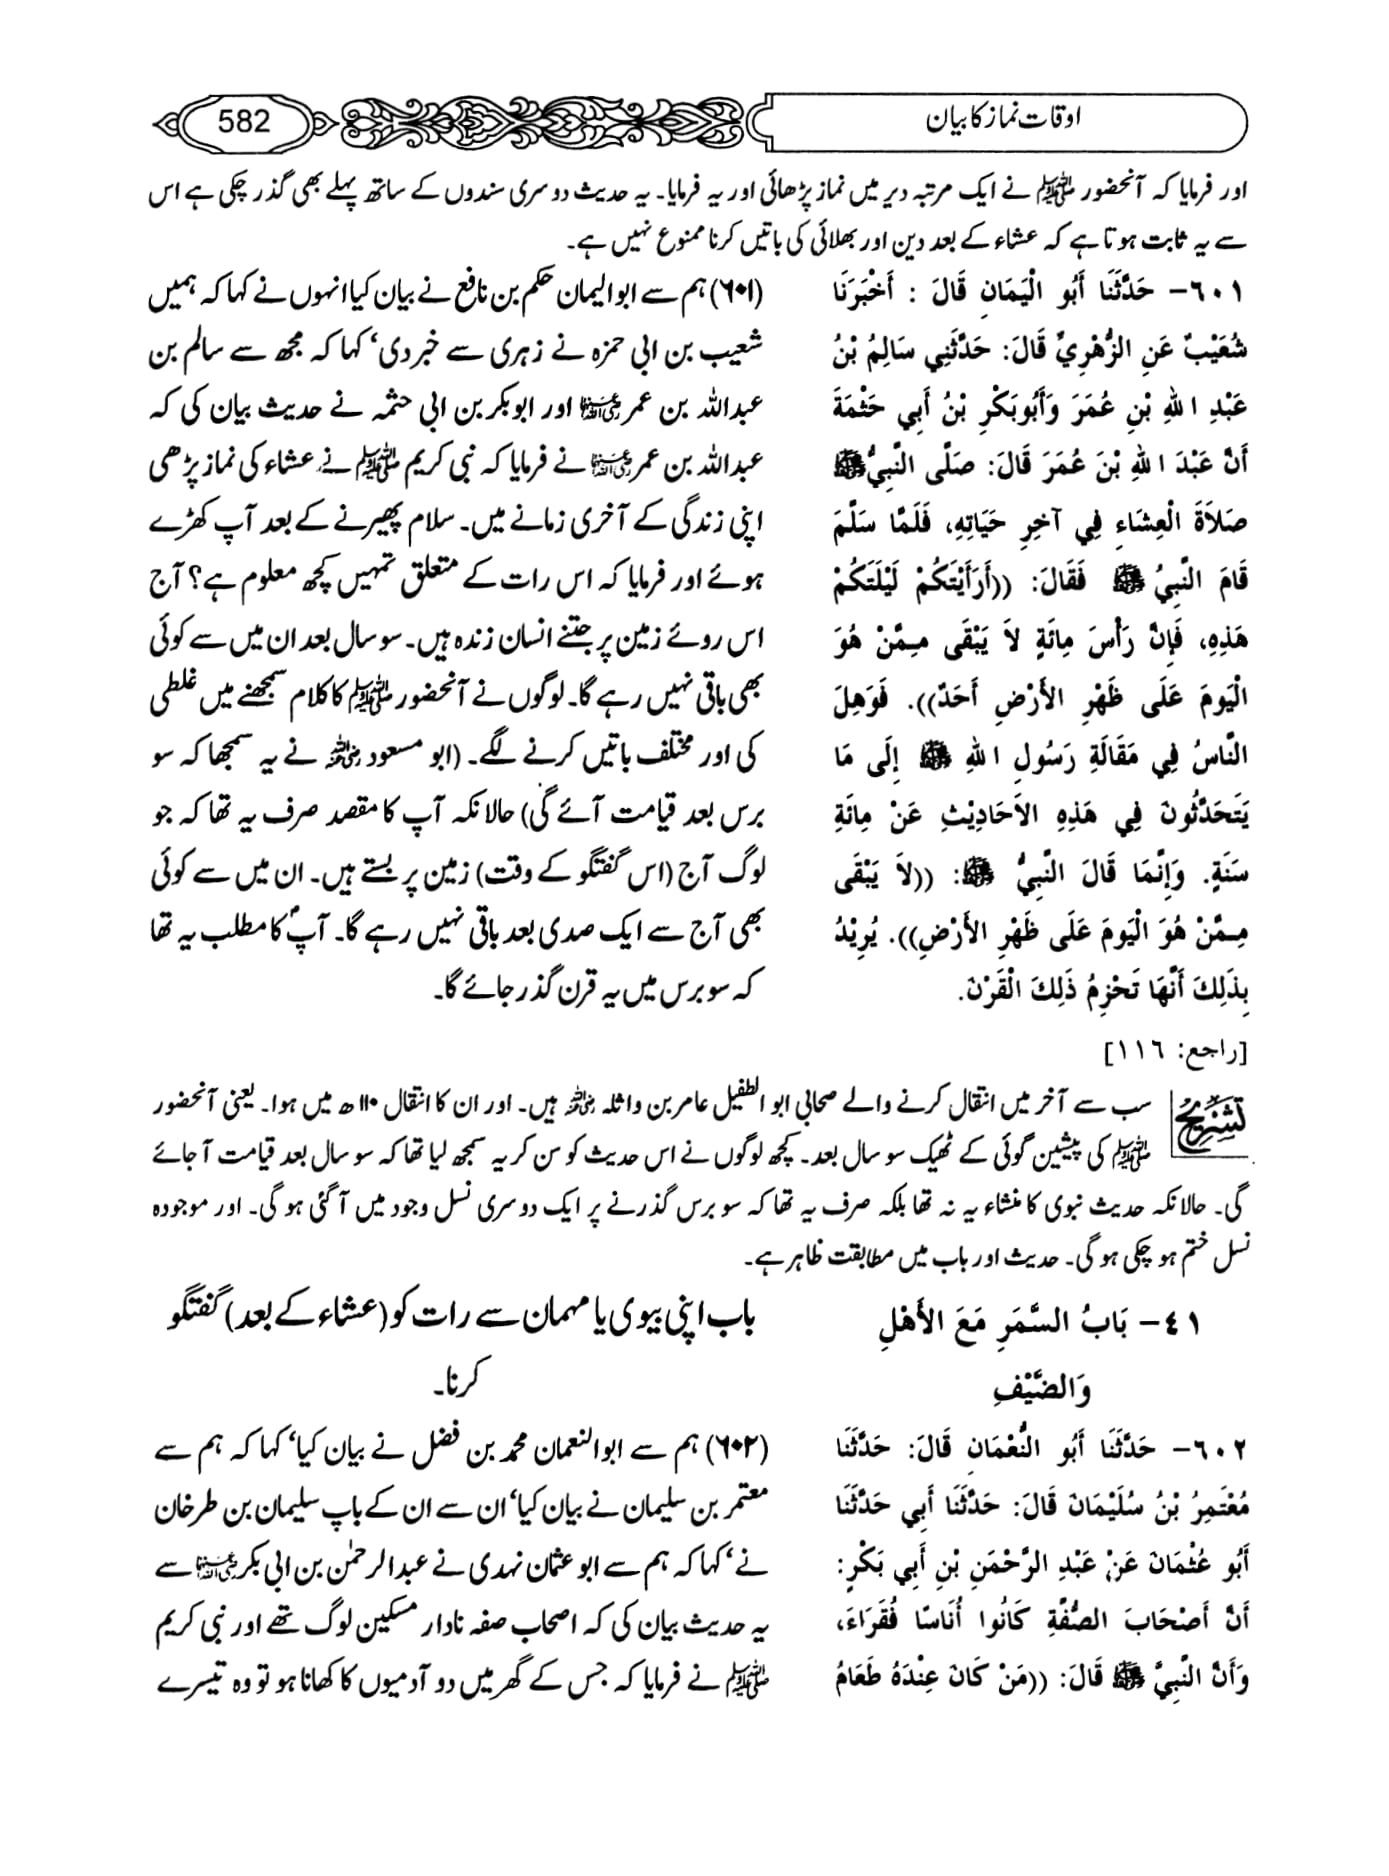 582
اوقات نماز کا بیان
اور فرمایا کہ آنحضور ﷺ نے ایک مرتبہ دیر میں نماز پڑھائی اور یہ فرمایا۔ یہ حدیث دوسری سندوں کے ساتھ پہلے بھی گذر چکی ہے اس
سے یہ ثابت ہوتا ہے کہ عشاء کے بعد دین اور بھلائی کی باتیں کرنا ممنوع نہیں ہے۔
٦٠١- حَدَّثَنَا أَبُو الْيَمَانِ قَالَ : أَخْبَرَنَا
شُعَيْبٌ عَنِ الزُّهْرِيِّ قَالَ: حَدَّثَنِي سَالِمُ بْنُ
عَبْدِ اللهِ بْنِ عُمَرَ وَأَبُوبَكْرِ بْنُ أَبِي حَثْمَةَ
أَنَّ عَبْدَ اللهِ بْنَ عُمَرَ قَالَ: صَلَّى النَّبِيُّ ﷺ
صَلاَةَ الْعِشَاءِ فِي آخِرِ حَيَاتِهِ، فَلَمَّا سَلَّمَ
قَامَ النَّبِيُّ ﷺ فَقَالَ: ((أَرَأَيْتَكُمْ لَيْلَتَكُمْ
هَذِهِ، فَإِنَّ رَأْسَ مِائَةٍ لاَ يَبْقَى مِمَّنْ هُوَ
الْيَوْمَ عَلَى ظَهْرِ الأَرْضِ أَحَدٌ)). فَوَهِلَ
النَّاسُ فِي مَقَالَةِ رَسُولِ اللهِ ﷺ إِلَى مَا
يَتَحَدَّثُونَ فِي هَذِهِ الأَحَادِيْثِ عَنْ مِائَةِ
سَنَةٍ. وَإِنَّمَا قَالَ النَّبِيُّ ﷺ: ((لاَ يَبْقَى
مِمَّنْ هُوَ الْيَوْمَ عَلَى ظَهْرِ الأَرْضِ)). يُرِيْدُ
بِذَلِكَ أَنَّهَا تَخْرِمُ ذَلِكَ الْقَرْنَ.
[راجع: ١١٦]
(۶۰۱) ہم سے ابوالیمان حکم بن نافع نے بیان کیا انہوں نے کہا کہ ہمیں
شعیب بن ابی حمزہ نے زہری سے خبر دی‘ کہا کہ مجھ سے سالم بن
عبداللہ بن عمر رضی اللہ عنہما اور ابوبکر بن ابی حثمہ نے حدیث بیان کی کہ
عبداللہ بن عمر رضی اللہ عنہما نے فرمایا کہ نبی کریم ﷺ نے عشاء کی نماز پڑھی
اپنی زندگی کے آخری زمانے میں۔ سلام پھیرنے کے بعد آپ کھڑے
ہوئے اور فرمایا کہ اس رات کے متعلق تمہیں کچھ معلوم ہے؟ آج
اس روئے زمین پر جتنے انسان زندہ ہیں۔ سو سال بعد ان میں سے کوئی
بھی باقی نہیں رہے گا۔ لوگوں نے آنحضور ﷺ کا کلام سمجھنے میں غلطی
کی اور مختلف باتیں کرنے لگے۔ (ابو مسعود رضی اللہ عنہ نے یہ سمجھا کہ سو
برس بعد قیامت آئے گی) حالانکہ آپ کا مقصد صرف یہ تھا کہ جو
لوگ آج (اس گفتگو کے وقت) زمین پر بستے ہیں۔ ان میں سے کوئی
بھی آج سے ایک صدی بعد باقی نہیں رہے گا۔ آپؐ کا مطلب یہ تھا
کہ سو برس میں یہ قرن گذر جائے گا۔
تشریح
سب سے آخر میں انتقال کرنے والے صحابی ابو الطفیل عامر بن واثلہ رضی اللہ عنہ ہیں۔ اور ان کا انتقال ۱۱۰ھ میں ہوا۔ یعنی آنحضور
ﷺ کی پیشین گوئی کے ٹھیک سو سال بعد۔ کچھ لوگوں نے اس حدیث کو سن کر یہ سمجھ لیا تھا کہ سو سال بعد قیامت آجائے
گی۔ حالانکہ حدیث نبوی کا منشاء یہ نہ تھا بلکہ صرف یہ تھا کہ سو برس گذرنے پر ایک دوسری نسل وجود میں آگئی ہو گی۔ اور موجودہ
نسل ختم ہو چکی ہو گی۔ حدیث اور باب میں مطابقت ظاہر ہے۔
٤١- بَابُ السَّمَرِ مَعَ الأَهْلِ
وَالضَّيْفِ
باب اپنی بیوی یا مہمان سے رات کو (عشاء کے بعد) گفتگو
کرنا۔
٦٠٢- حَدَّثَنَا أَبُو النُّعْمَانِ قَالَ: حَدَّثَنَا
مُعْتَمِرُ بْنُ سُلَيْمَانَ قَالَ: حَدَّثَنَا أَبِي حَدَّثَنَا
أَبُو عُثْمَانَ عَنْ عَبْدِ الرَّحْمَنِ بْنِ أَبِي بَكْرٍ:
أَنَّ أَصْحَابَ الصُّفَّةِ كَانُوا أُنَاسًا فُقَرَاءَ،
وَأَنَّ النَّبِيَّ ﷺ قَالَ: ((مَنْ كَانَ عِنْدَهُ طَعَامُ
(۶۰۲) ہم سے ابوالنعمان محمد بن فضل نے بیان کیا‘ کہا کہ ہم سے
معتمر بن سلیمان نے بیان کیا‘ ان سے ان کے باپ سلیمان بن طرخان
نے‘ کہا کہ ہم سے ابو عثمان نہدی نے عبدالرحمٰن بن ابی بکر رضی اللہ عنہما سے
یہ حدیث بیان کی کہ اصحاب صفہ نادار مسکین لوگ تھے اور نبی کریم
ﷺ نے فرمایا کہ جس کے گھر میں دو آدمیوں کا کھانا ہو تو وہ تیسرے